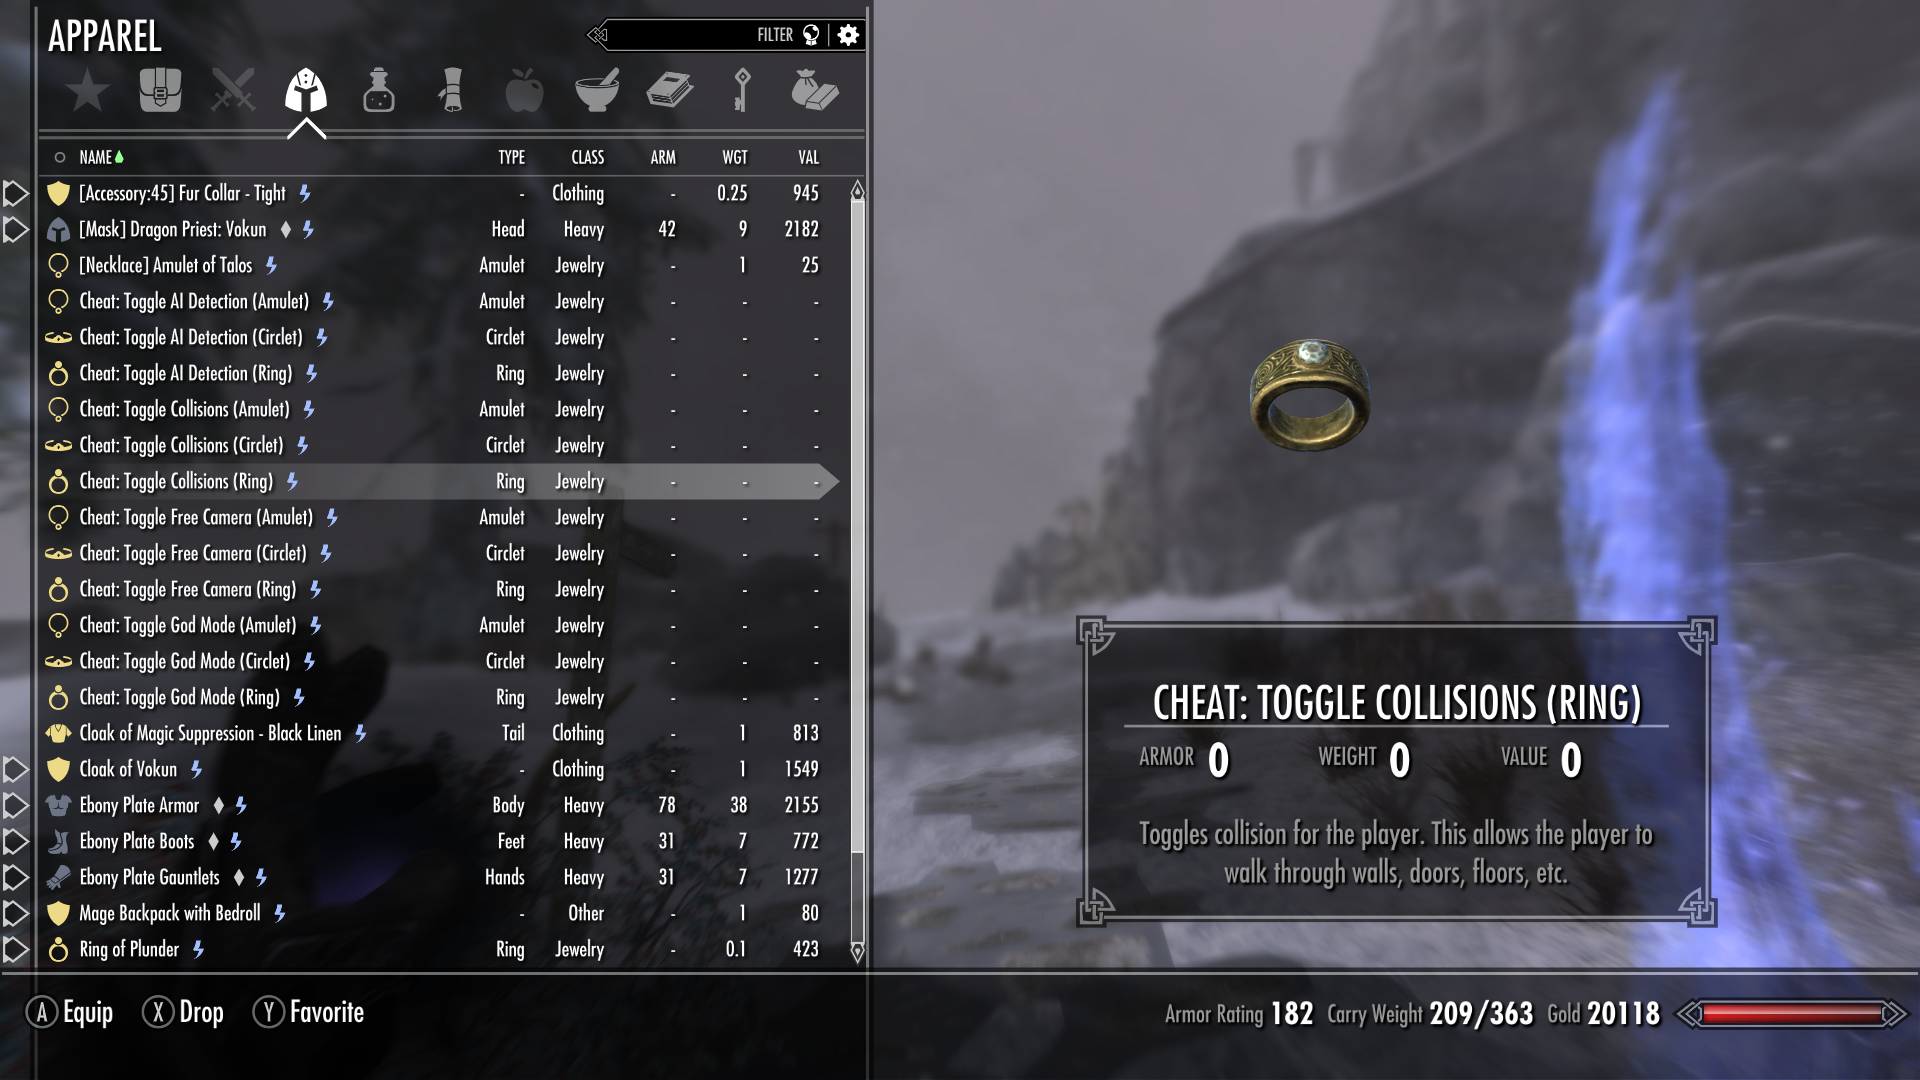 APPAREL
FILTER
NAME TYPE CLASS ARM WGT VAL
[Accessory:45] Fur Collar - Tight - Clothing - 0.25 945
[Mask] Dragon Priest: Vokun Head Heavy 42 9 2182
[Necklace] Amulet of Talos Amulet Jewelry - 1 25
Cheat: Toggle AI Detection (Amulet) Amulet Jewelry - - -
Cheat: Toggle AI Detection (Circlet) Circlet Jewelry - - -
Cheat: Toggle AI Detection (Ring) Ring Jewelry - - -
Cheat: Toggle Collisions (Amulet) Amulet Jewelry - - -
Cheat: Toggle Collisions (Circlet) Circlet Jewelry - - -
Cheat: Toggle Collisions (Ring) Ring Jewelry - - -
Cheat: Toggle Free Camera (Amulet) Amulet Jewelry - - -
Cheat: Toggle Free Camera (Circlet) Circlet Jewelry - - -
Cheat: Toggle Free Camera (Ring) Ring Jewelry - - -
Cheat: Toggle God Mode (Amulet) Amulet Jewelry - - -
Cheat: Toggle God Mode (Circlet) Circlet Jewelry - - -
Cheat: Toggle God Mode (Ring) Ring Jewelry - - -
Cloak of Magic Suppression - Black Linen Tail Clothing - 1 813
Cloak of Vokun - Clothing - 1 1549
Ebony Plate Armor Body Heavy 78 38 2155
Ebony Plate Boots Feet Heavy 31 7 772
Ebony Plate Gauntlets Hands Heavy 31 7 1277
Mage Backpack with Bedroll - Other - 1 80
Ring of Plunder Ring Jewelry - 0.1 423
CHEAT: TOGGLE COLLISIONS (RING)
ARMOR 0 WEIGHT 0 VALUE 0
Toggles collision for the player. This allows the player to
walk through walls, doors, floors, etc.
A Equip X Drop Y Favorite
Armor Rating 182 Carry Weight 209/363 Gold 20118